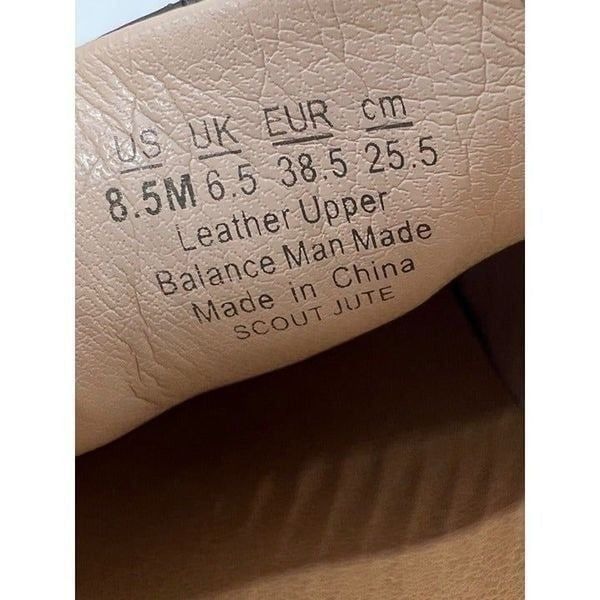 US UK EUR cm
8.5M 6.5 38.5 25.5
Leather Upper
Balance Man Made
Made in China
SCOUT JUTE